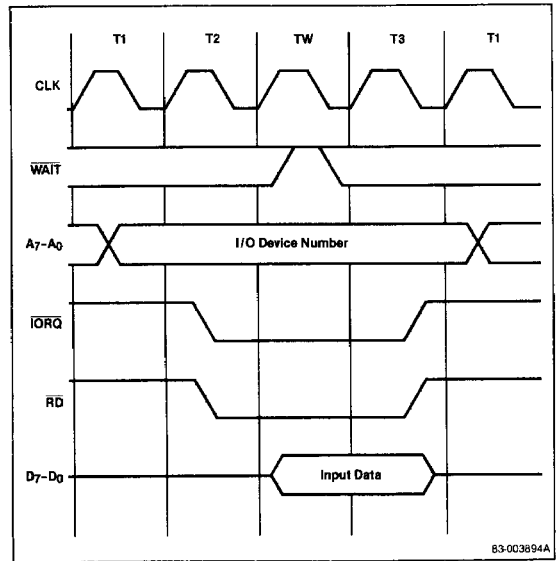 T1 T2 TW T3 T1
CLK
WAIT
A7-A0 I/O Device Number
IORQ
RD
D7-D0 Input Data
83-003894A